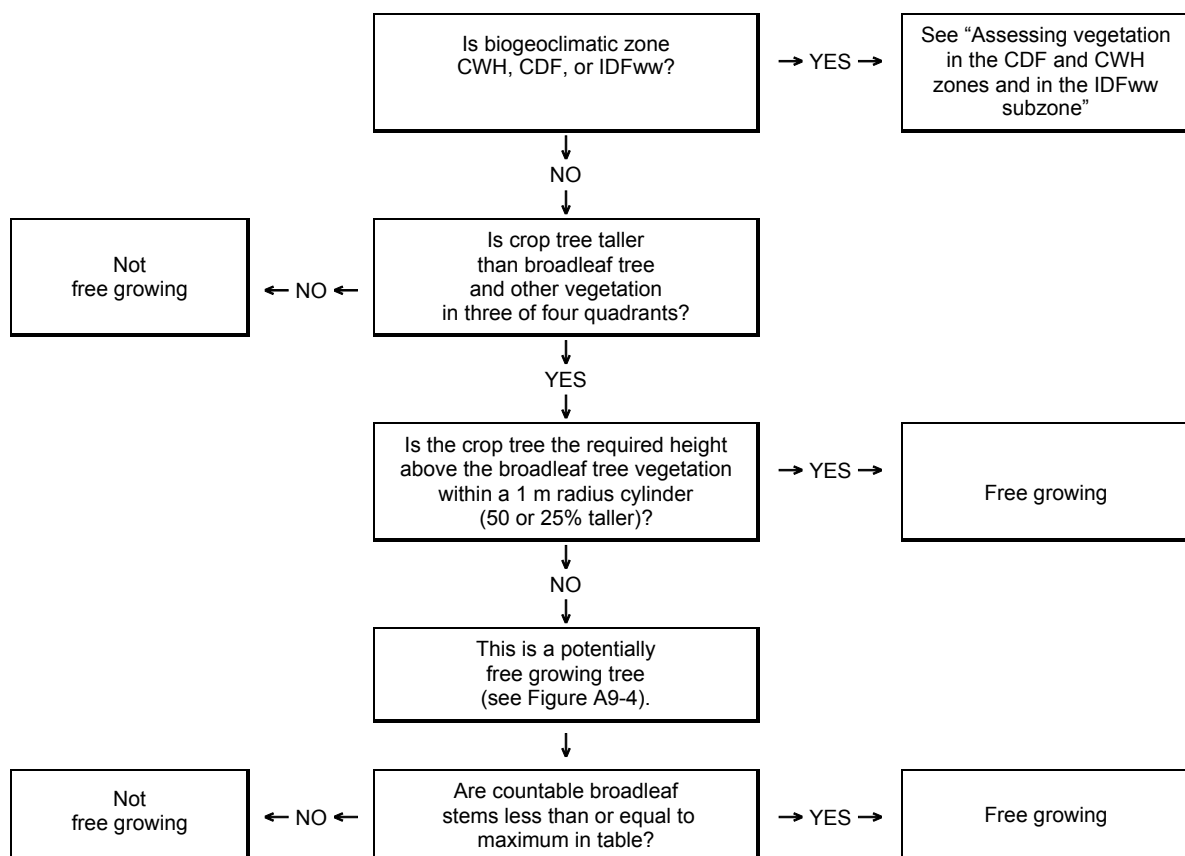 Is biogeoclimatic zone
CWH, CDF, or IDFww?
YES
See “Assessing vegetation
in the CDF and CWH
zones and in the IDFww
subzone”
NO
Is crop tree taller
than broadleaf tree
and other vegetation
in three of four quadrants?
NO
Not
free growing
YES
Is the crop tree the required height
above the broadleaf tree vegetation
within a 1 m radius cylinder
(50 or 25% taller)?
YES
Free growing
NO
This is a potentially
free growing tree
(see Figure A9-4).
Are countable broadleaf
stems less than or equal to
maximum in table?
NO
Not
free growing
YES
Free growing